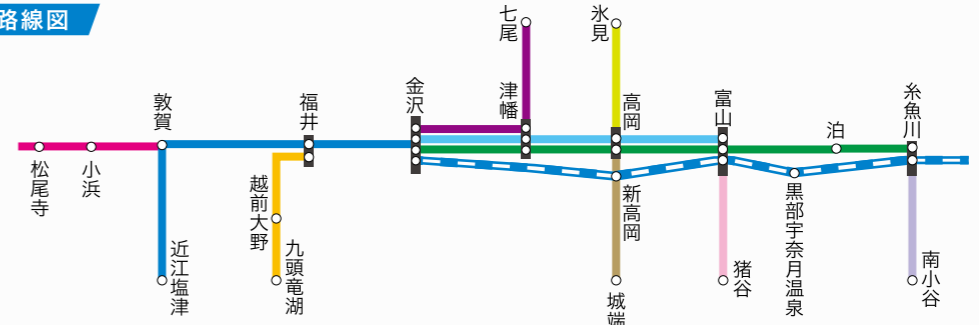 路線図
七尾
氷見
金沢
津幡
高岡
富山
糸魚川
敦賀
福井
泊
松尾寺
小浜
越前大野
新高岡
黒部宇奈月温泉
近江塩津
九頭竜湖
城端
猪谷
南小谷